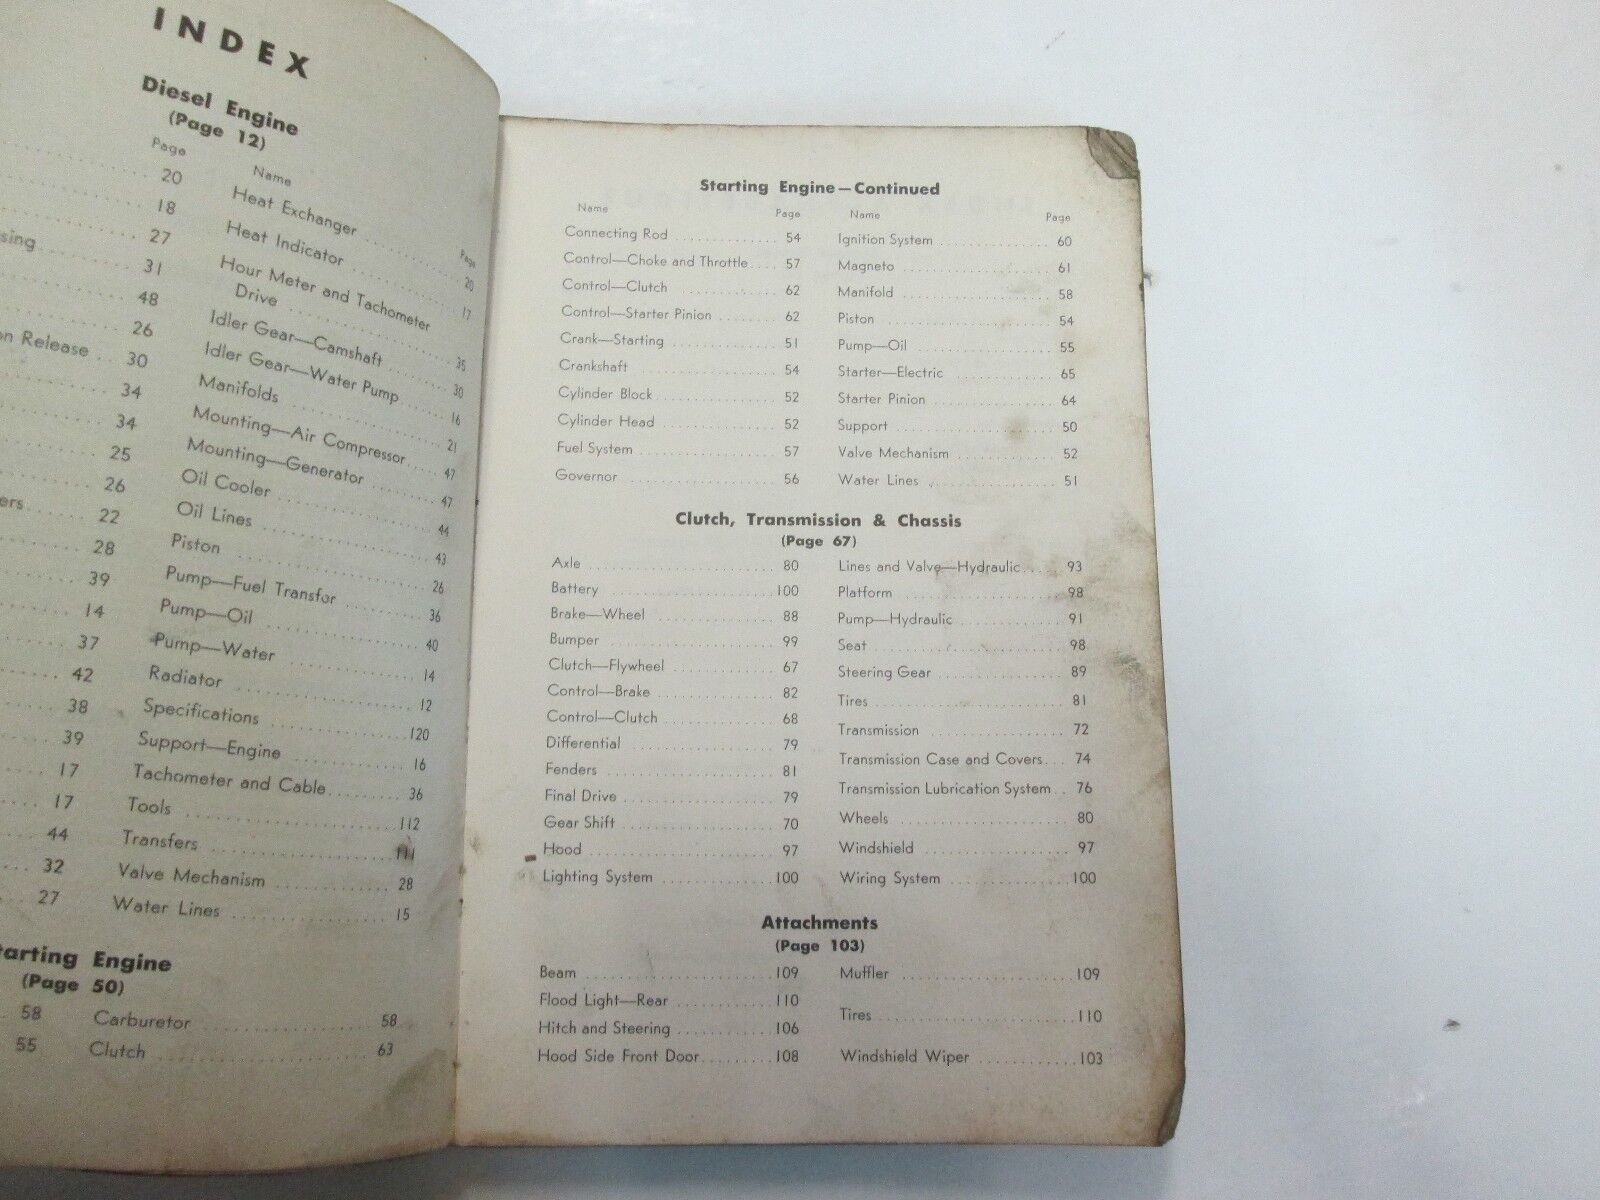 INDEX
Diesel Engine
(Page 12)
Page
20
18
27
31
48
26
on Release ... 30
34
34
25
26
22
28
39
14
37
42
38
39
17
17
44
32
27
Name Page
Heat Exchanger 20
Heat Indicator 17
Hour Meter and Tachometer
Drive 35
Idler Gear—Camshaft 30
Idler Gear—Water Pump 16
Manifolds 21
Mounting—Air Compressor 47
Mounting—Generator 47
Oil Cooler 44
Oil Lines 43
Piston 26
Pump—Fuel Transfer 36
Pump—Oil 40
Pump—Water 14
Radiator 12
Specifications 120
Support—Engine 16
Tachometer and Cable 36
Tools 112
Transfers 111
Valve Mechanism 28
Water Lines 15
tarting Engine
(Page 50)
58
55
Carburetor 58
Clutch 63
Starting Engine—Continued
Name Page
Connecting Rod 54
Control—Choke and Throttle 57
Control—Clutch 62
Control—Starter Pinion 62
Crank—Starting 51
Crankshaft 54
Cylinder Block 52
Cylinder Head 52
Fuel System 57
Governor 56
Name Page
Ignition System 60
Magneto 61
Manifold 58
Piston 54
Pump—Oil 55
Starter—Electric 65
Starter Pinion 64
Support 50
Valve Mechanism 52
Water Lines 51
Clutch, Transmission & Chassis
(Page 67)
Axle 80
Battery 100
Brake—Wheel 88
Bumper 99
Clutch—Flywheel 67
Control—Brake 82
Control—Clutch 68
Differential 79
Fenders 81
Final Drive 79
Gear Shift 70
Hood 97
Lighting System 100
Lines and Valve—Hydraulic 93
Platform 98
Pump—Hydraulic 91
Seat 98
Steering Gear 89
Tires 81
Transmission 72
Transmission Case and Covers 74
Transmission Lubrication System 76
Wheels 80
Windshield 97
Wiring System 100
Attachments
(Page 103)
Beam 109
Flood Light—Rear 110
Hitch and Steering 106
Hood Side Front Door 108
Muffler 109
Tires 110
Windshield Wiper 103